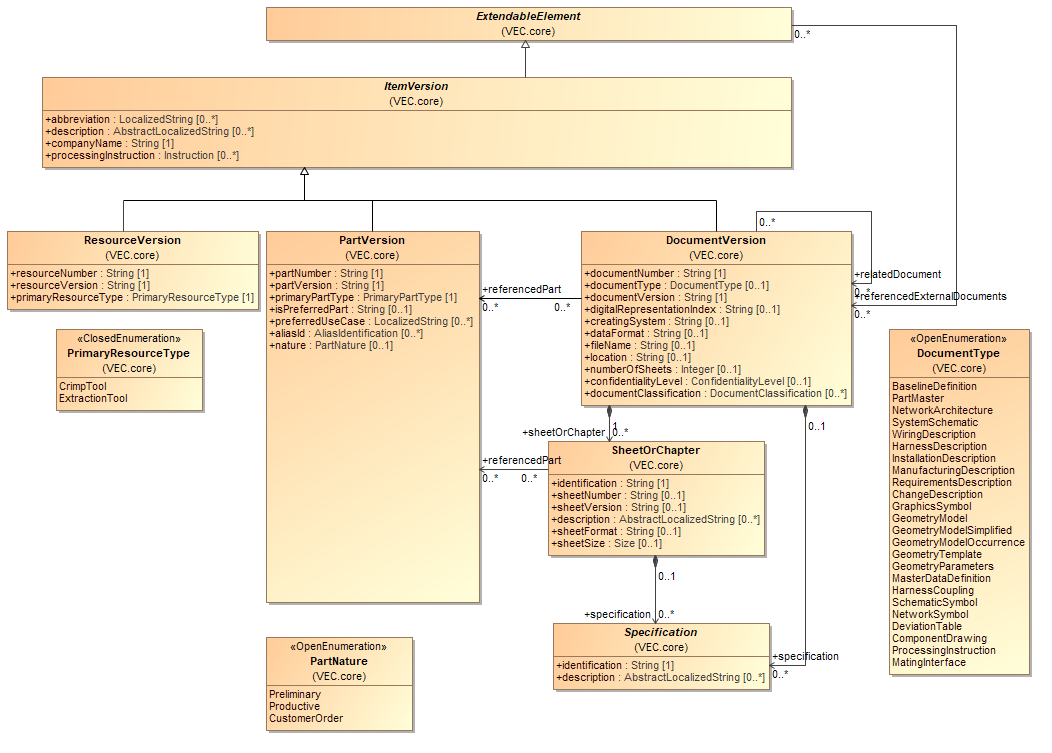 ExtendableElement
(VEC.core)
0..*
ItemVersion
(VEC.core)
+abbreviation : LocalizedString [0..*]
+description : AbstractLocalizedString [0..*]
+companyName : String [1]
+processingInstruction : Instruction [0..*]
ResourceVersion
(VEC.core)
+resourceNumber : String [1]
+resourceVersion : String [1]
+primaryResourceType : PrimaryResourceType [1]
«ClosedEnumeration»
PrimaryResourceType
(VEC.core)
CrimpTool
ExtractionTool
PartVersion
(VEC.core)
+partNumber : String [1]
+partVersion : String [1]
+primaryPartType : PrimaryPartType [1]
+isPreferredPart : String [0..1]
+preferredUseCase : LocalizedString [0..*]
+aliasId : AliasIdentification [0..*]
+nature : PartNature [0..1]
+referencedPart
0..*
0..*
DocumentVersion
(VEC.core)
+documentNumber : String [1]
+documentType : DocumentType [0..1]
+documentVersion : String [1]
+digitalRepresentationIndex : String [0..1]
+creatingSystem : String [0..1]
+dataFormat : String [0..1]
+fileName : String [0..1]
+location : String [0..1]
+numberOfSheets : Integer [0..1]
+confidentialityLevel : ConfidentialityLevel [0..1]
+documentClassification : DocumentClassification [0..*]
0..*
+relatedDocument
0..*
+referencedExternalDocuments
0..*
1
+sheetOrChapter
0..*
0..1
+referencedPart
0..*
0..*
SheetOrChapter
(VEC.core)
+identification : String [1]
+sheetNumber : String [0..1]
+sheetVersion : String [0..1]
+description : AbstractLocalizedString [0..*]
+sheetFormat : String [0..1]
+sheetSize : Size [0..1]
0..1
+specification
0..*
Specification
(VEC.core)
+identification : String [1]
+description : AbstractLocalizedString [0..*]
+specification
0..*
«OpenEnumeration»
PartNature
(VEC.core)
Preliminary
Productive
CustomerOrder
«OpenEnumeration»
DocumentType
(VEC.core)
BaselineDefinition
PartMaster
NetworkArchitecture
SystemSchematic
WiringDescription
HarnessDescription
InstallationDescription
ManufacturingDescription
RequirementsDescription
ChangeDescription
GraphicsSymbol
GeometryModel
GeometryModelSimplified
GeometryModelOccurrence
GeometryTemplate
GeometryParameters
MasterDataDefinition
HarnessCoupling
SchematicSymbol
NetworkSymbol
DeviationTable
ComponentDrawing
ProcessingInstruction
MatingInterface